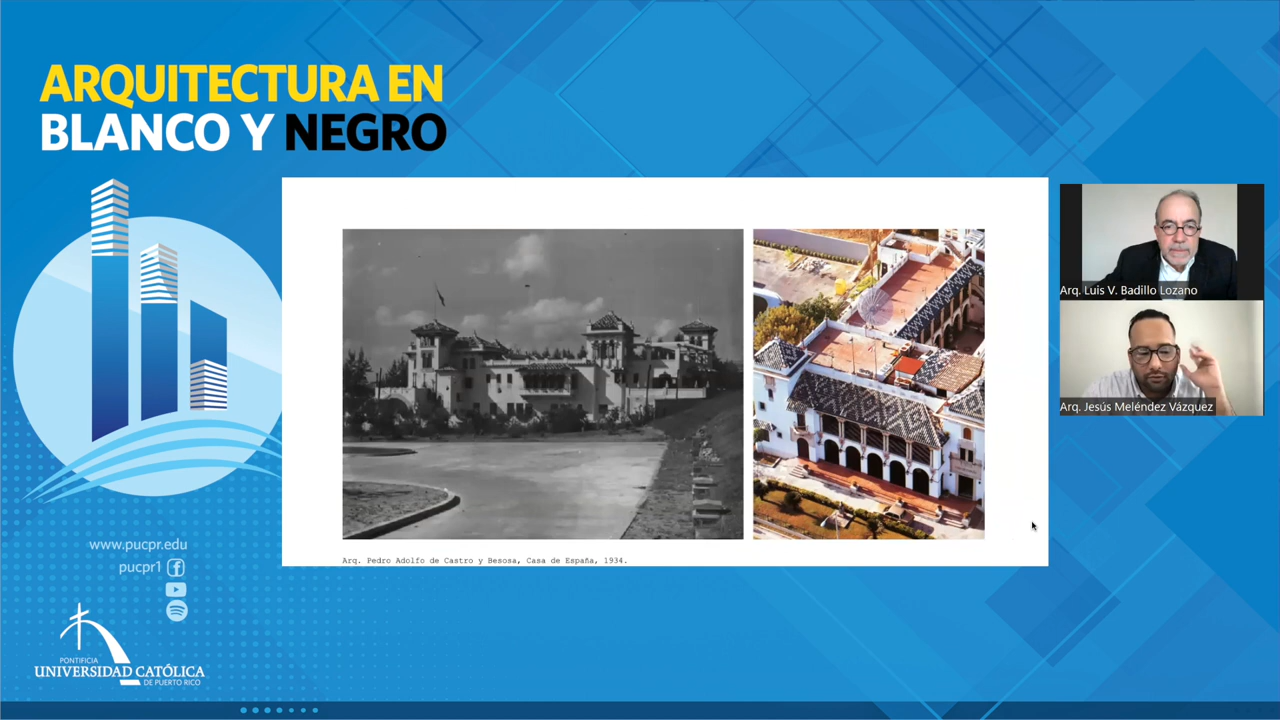 ARQUITECTURA EN
BLANCO Y NEGRO
Arq. Luis V. Badillo Lozano
Arq. Jesús Meléndez Vázquez
Arq. Pedro Adolfo de Castro y Besosa, Casa de España, 1934.
www.pucpr.edu
pucpr1
PONTIFICIA
UNIVERSIDAD CATÓLICA
DE PUERTO RICO